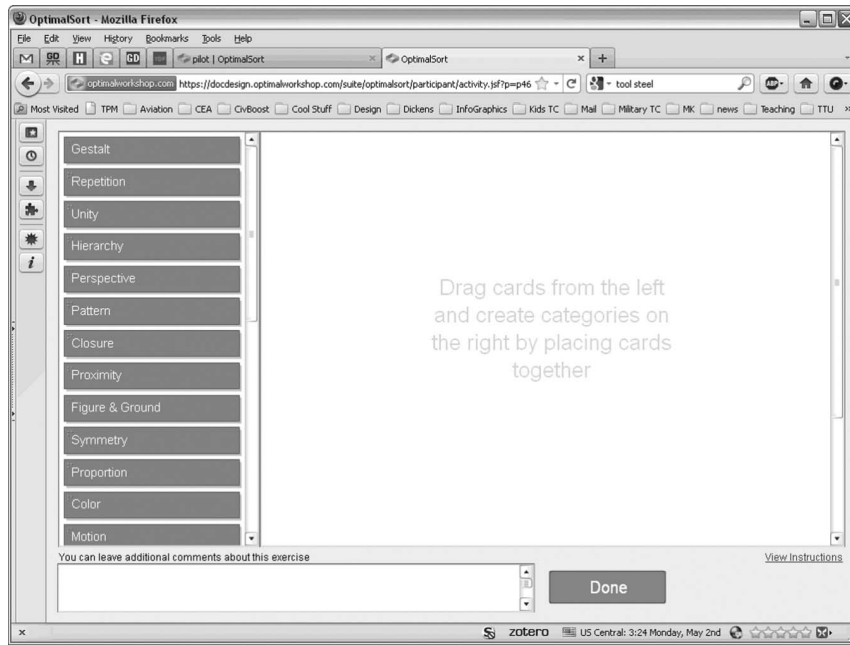 OptimalSort - Mozilla Firefox
File Edit View History Bookmarks Tools Help
GD pilot | OptimalSort × OptimalSort × +
optimalworkshop.com https://docdesign.optimalworkshop.com/suite/optimalsort/participant/activity.jsf?p=p46 tool steel ABP
Most Visited TPM Aviation CEA CivBoost Cool Stuff Design Dickens InfoGraphics Kids TC Mail Military TC MK news Teaching TTU »
Gestalt
Repetition
Unity
Hierarchy
Perspective
Pattern
Closure
Proximity
Figure & Ground
Symmetry
Proportion
Color
Motion
Drag cards from the left
and create categories on
the right by placing cards
together
You can leave additional comments about this exercise
View Instructions
Done
x zotero US Central: 3:24 Monday, May 2nd